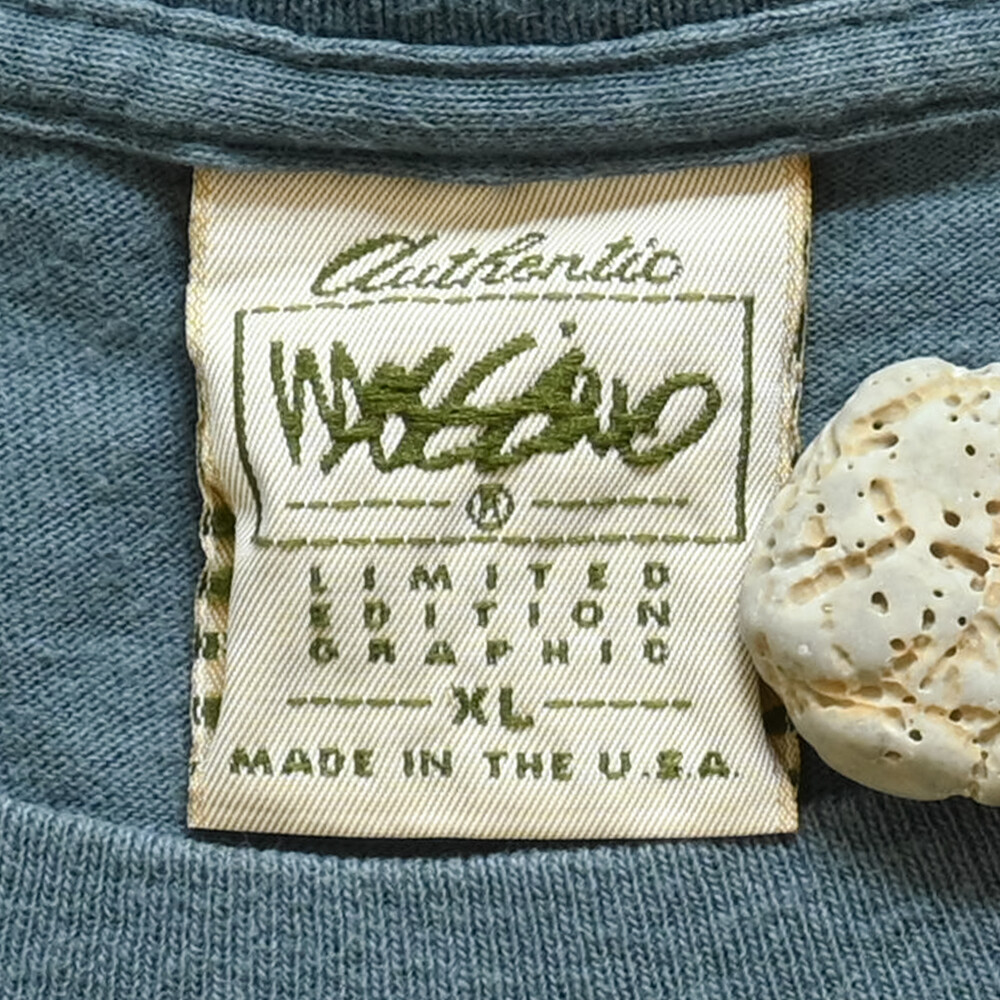 Authentic
Mossimo
®
LIMITED
EDITION
GRAPHIC
XL
MADE IN THE U.S.A.